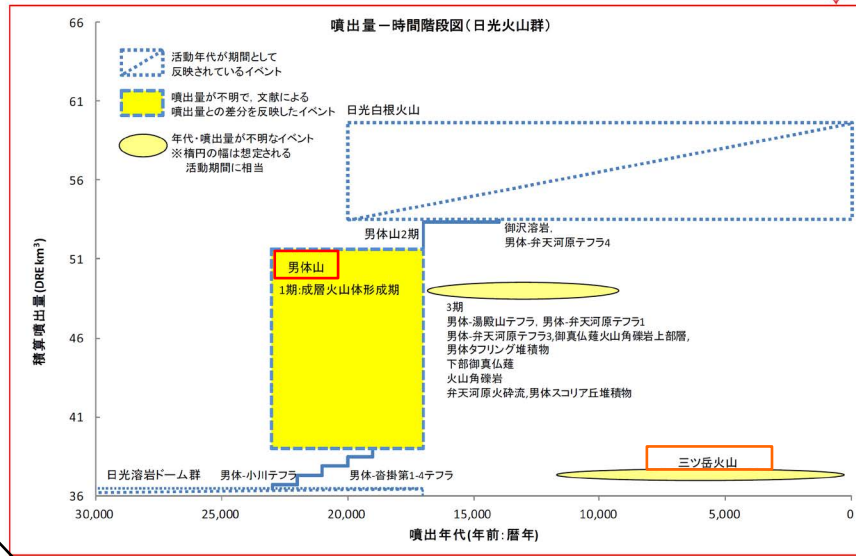 噴出量－時間階段図(日光火山群)
活動年代が期間として
反映されているイベント
噴出量が不明で，文献による
噴出量との差分を反映したイベント
年代・噴出量が不明なイベント
※楕円の幅は想定される
活動期間に相当
日光白根火山
男体山2期
御沢溶岩，
男体-弁天河原テフラ4
男体山
1期:成層火山体形成期
3期
男体-湯殿山テフラ，男体-弁天河原テフラ1
男体-弁天河原テフラ3,御真仏薙火山角礫岩上部層,
男体タフリング堆積物
下部御真仏薙
火山角礫岩
弁天河原火砕流,男体スコリア丘堆積物
三ツ岳火山
日光溶岩ドーム群
男体-小川テフラ
男体-沓掛第1-4テフラ
積算噴出量(DREkm³)
66
61
56
51
46
41
36
30,000
25,000
20,000
15,000
10,000
5,000
0
噴出年代(年前:暦年)